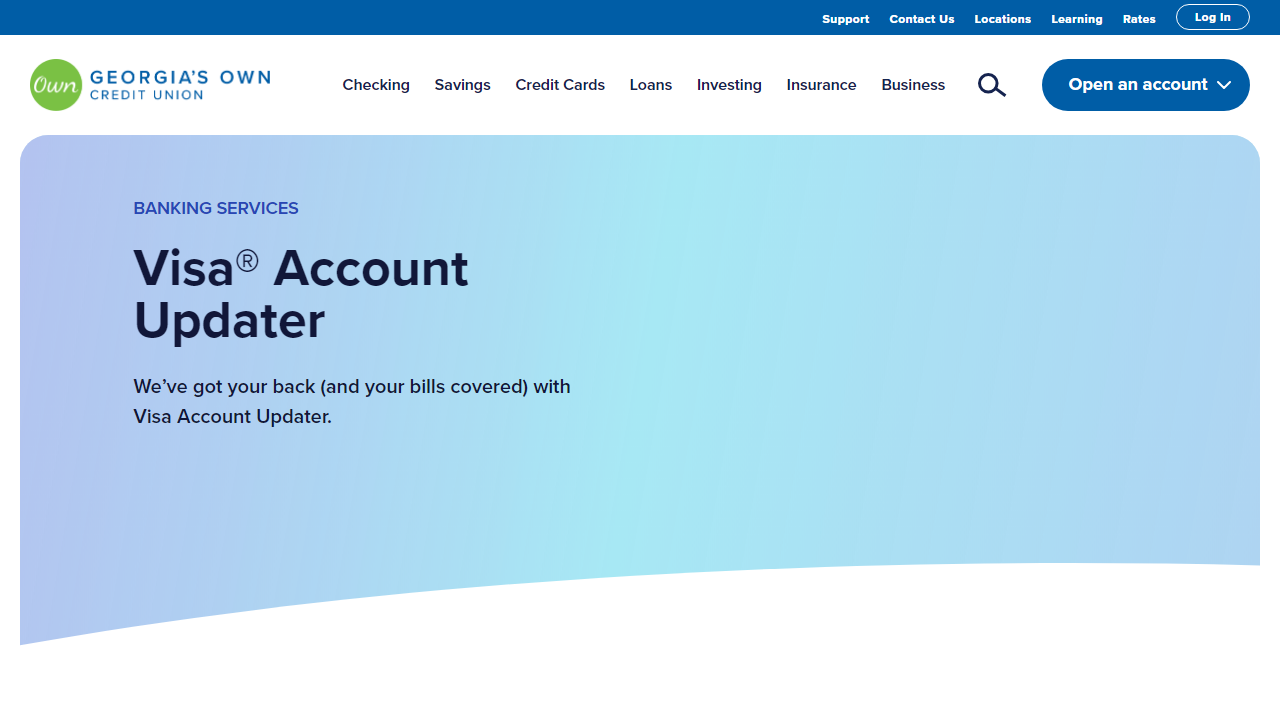 Support Contact Us Locations Learning Rates Log In
Own GEORGIA'S OWN
CREDIT UNION
Checking Savings Credit Cards Loans Investing Insurance Business Open an account
BANKING SERVICES
Visa® Account
Updater
We’ve got your back (and your bills covered) with
Visa Account Updater.